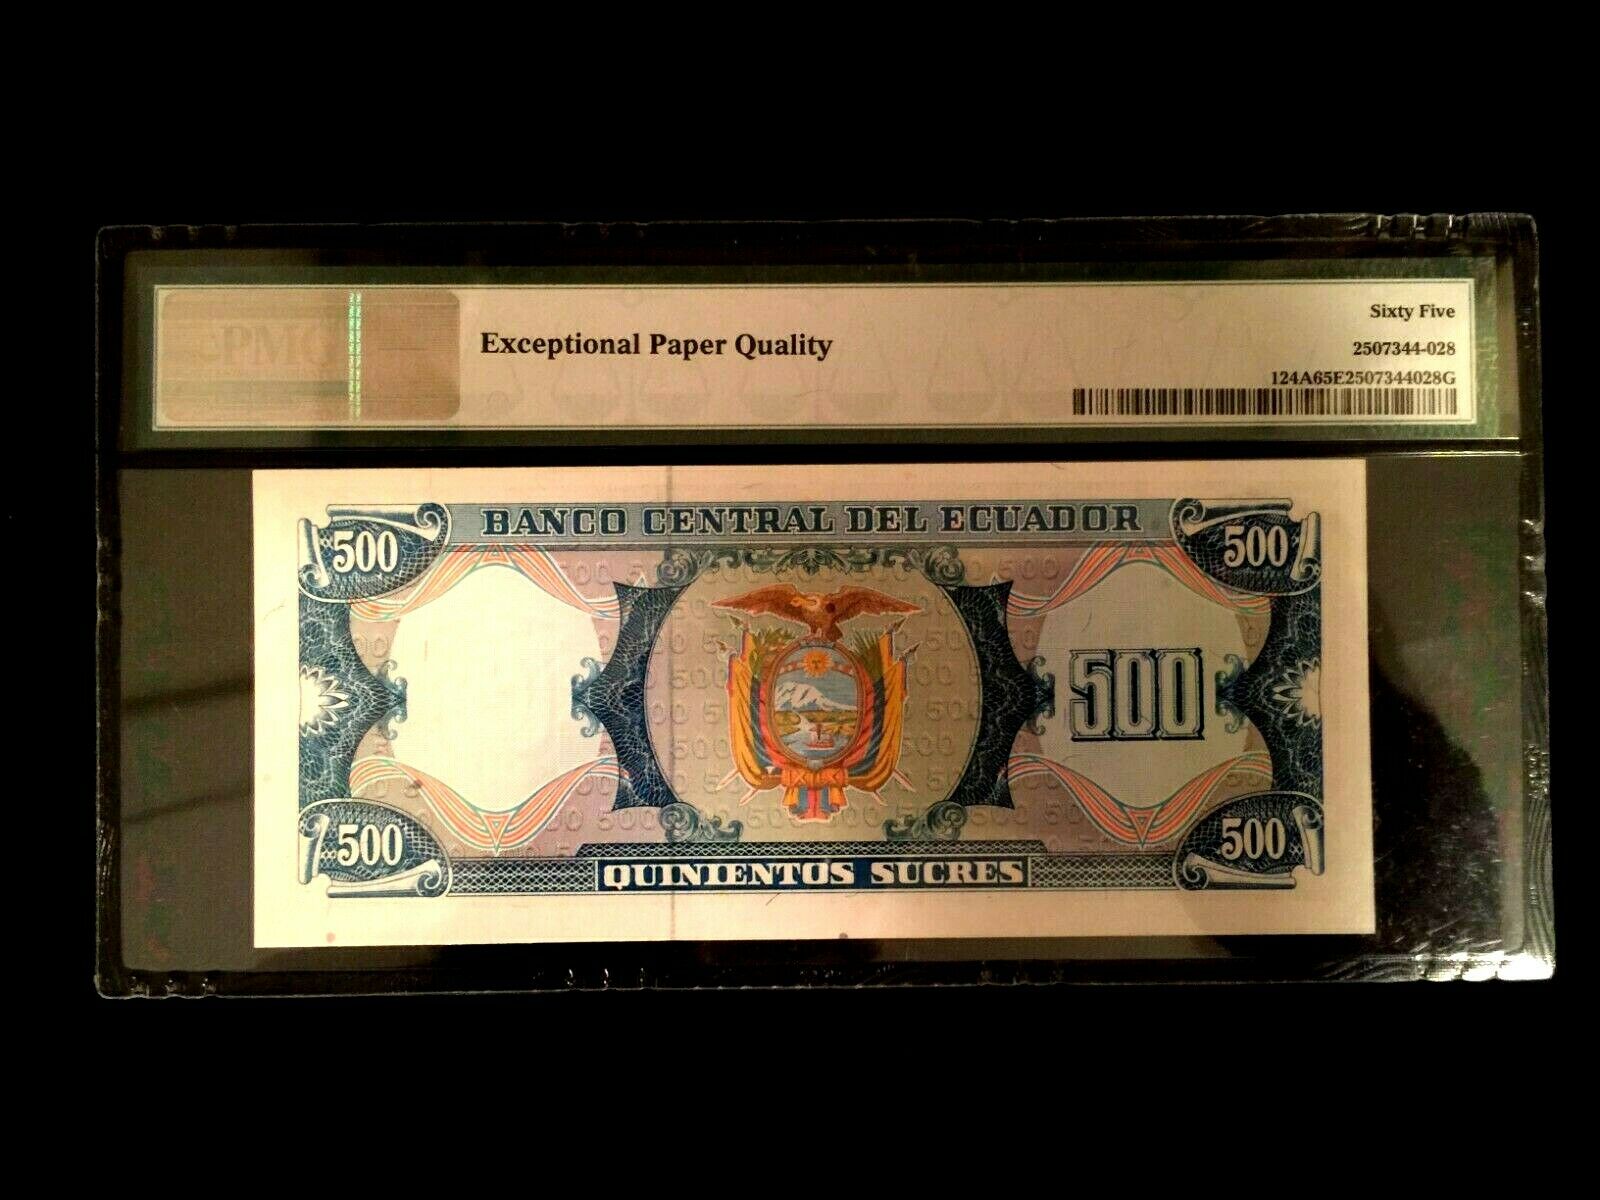 PMG
Exceptional Paper Quality
Sixty Five
2507344-028
124A65E2507344028G
BANCO CENTRAL DEL ECUADOR
500
500
500
500
500
QUINIENTOS SUCRES